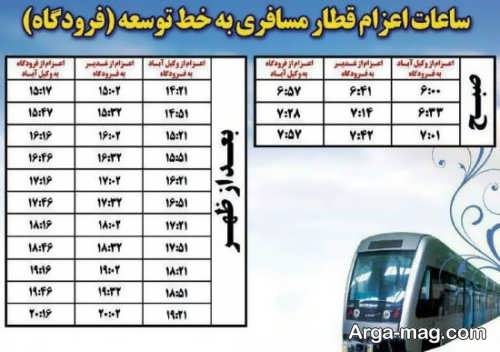 ساعات اعزام قطار مسافری به خط توسعه (فرودگاه)
صبح
اعزام از وکیل آباد به فرودگاه اعزام از غدیر به فرودگاه اعزام از فرودگاه به وکیل آباد
۶:۰۰ ۶:۴۱ ۶:۵۷
۶:۳۳ ۷:۱۴ ۷:۲۸
۷:۰۱ ۷:۴۲ ۷:۵۷
بعد از ظهر
اعزام از وکیل آباد به فرودگاه اعزام از غدیر به فرودگاه اعزام از فرودگاه به وکیل آباد
۱۴:۲۱ ۱۵:۰۲ ۱۵:۱۷
۱۴:۵۱ ۱۵:۳۲ ۱۵:۴۷
۱۵:۲۱ ۱۶:۰۲ ۱۶:۱۶
۱۵:۵۱ ۱۶:۳۲ ۱۶:۴۶
۱۶:۲۱ ۱۷:۰۲ ۱۷:۱۶
۱۶:۵۱ ۱۷:۳۲ ۱۷:۴۶
۱۷:۲۱ ۱۸:۰۲ ۱۸:۱۶
۱۷:۵۱ ۱۸:۳۲ ۱۸:۴۶
۱۸:۲۱ ۱۹:۰۲ ۱۹:۱۶
۱۸:۵۱ ۱۹:۳۲ ۱۹:۴۶
۱۹:۲۱ ۲۰:۰۲ ۲۰:۱۶
Arga-mag.com